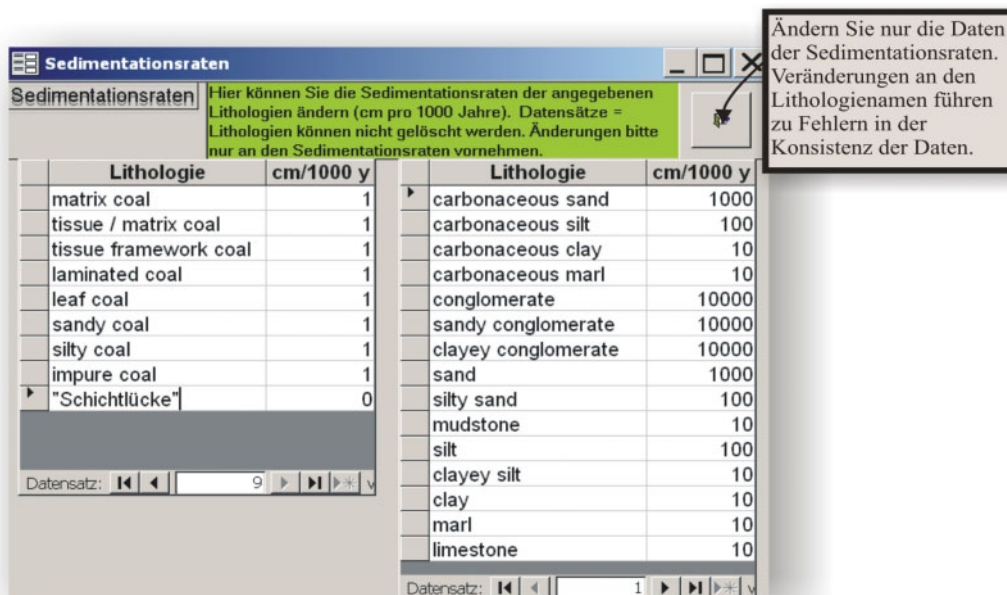 Sedimentationsraten
Sedimentationsraten
Hier können Sie die Sedimentationsraten der angegebenen
Lithologien ändern (cm pro 1000 Jahre). Datensätze =
Lithologien können nicht gelöscht werden. Änderungen bitte
nur an den Sedimentationsraten vornehmen.
Ändern Sie nur die Daten
der Sedimentationsraten.
Veränderungen an den
Lithologienamen führen
zu Fehlern in der
Konsistenz der Daten.
Lithologie cm/1000 y
matrix coal 1
tissue / matrix coal 1
tissue framework coal 1
laminated coal 1
leaf coal 1
sandy coal 1
silty coal 1
impure coal 1
"Schichtlücke" 0
Datensatz: 9 v
Lithologie cm/1000 y
carbonaceous sand 1000
carbonaceous silt 100
carbonaceous clay 10
carbonaceous marl 10
conglomerate 10000
sandy conglomerate 10000
clayey conglomerate 10000
sand 1000
silty sand 100
mudstone 10
silt 100
clayey silt 10
clay 10
marl 10
limestone 10
Datensatz: 1 v